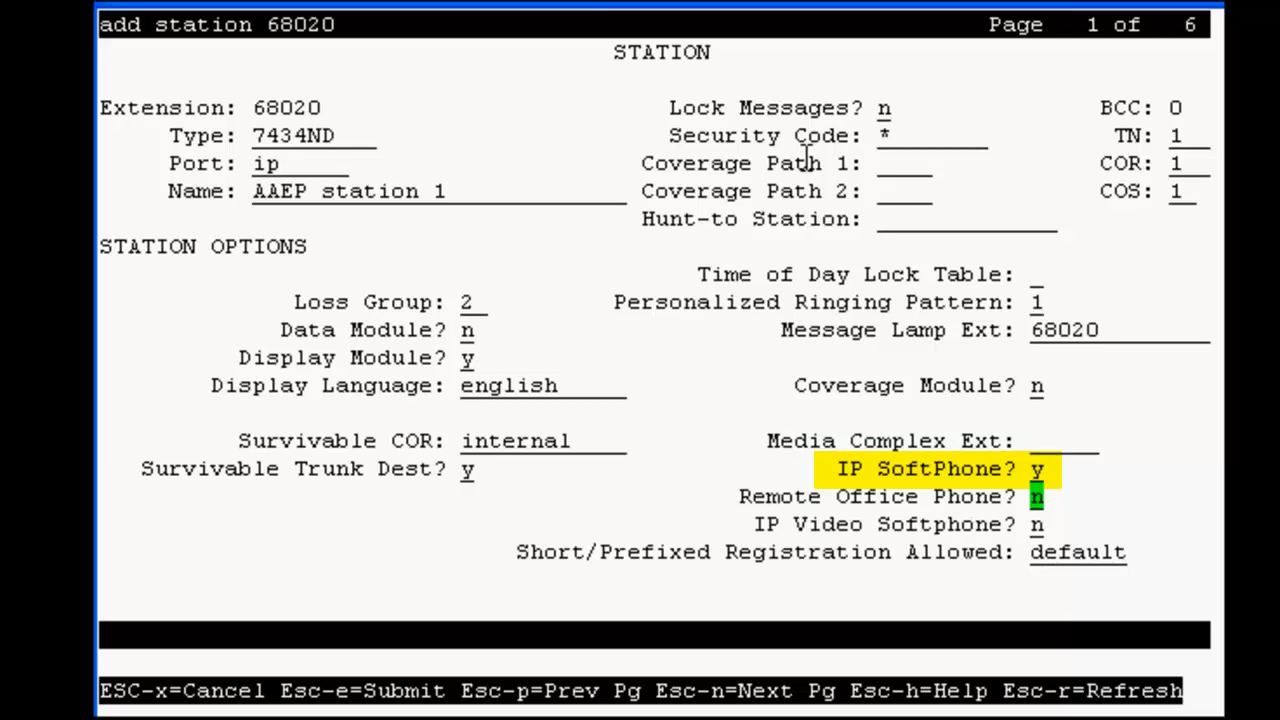 add station 68020 Page 1 of 6
STATION
Extension: 68020 Lock Messages? n BCC: 0
Type: 7434ND Security Code: * TN: 1
Port: ip Coverage Path 1: COR: 1
Name: AAEP station 1 Coverage Path 2: COS: 1
Hunt-to Station:
STATION OPTIONS
Time of Day Lock Table:
Loss Group: 2 Personalized Ringing Pattern: 1
Data Module? n Message Lamp Ext: 68020
Display Module? y
Display Language: english Coverage Module? n
Survivable COR: internal Media Complex Ext:
Survivable Trunk Dest? y IP SoftPhone? y
Remote Office Phone? n
IP Video Softphone? n
Short/Prefixed Registration Allowed: default
ESC-x=Cancel Esc-e=Submit Esc-p=Prev Pg Esc-n=Next Pg Esc-h=Help Esc-r=Refresh